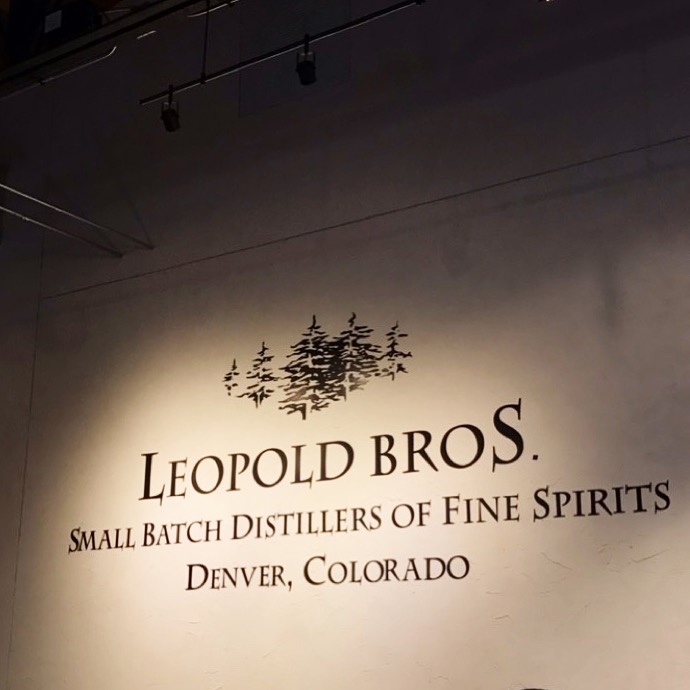 LEOPOLD BROS.
SMALL BATCH DISTILLERS OF FINE SPIRITS
DENVER, COLORADO